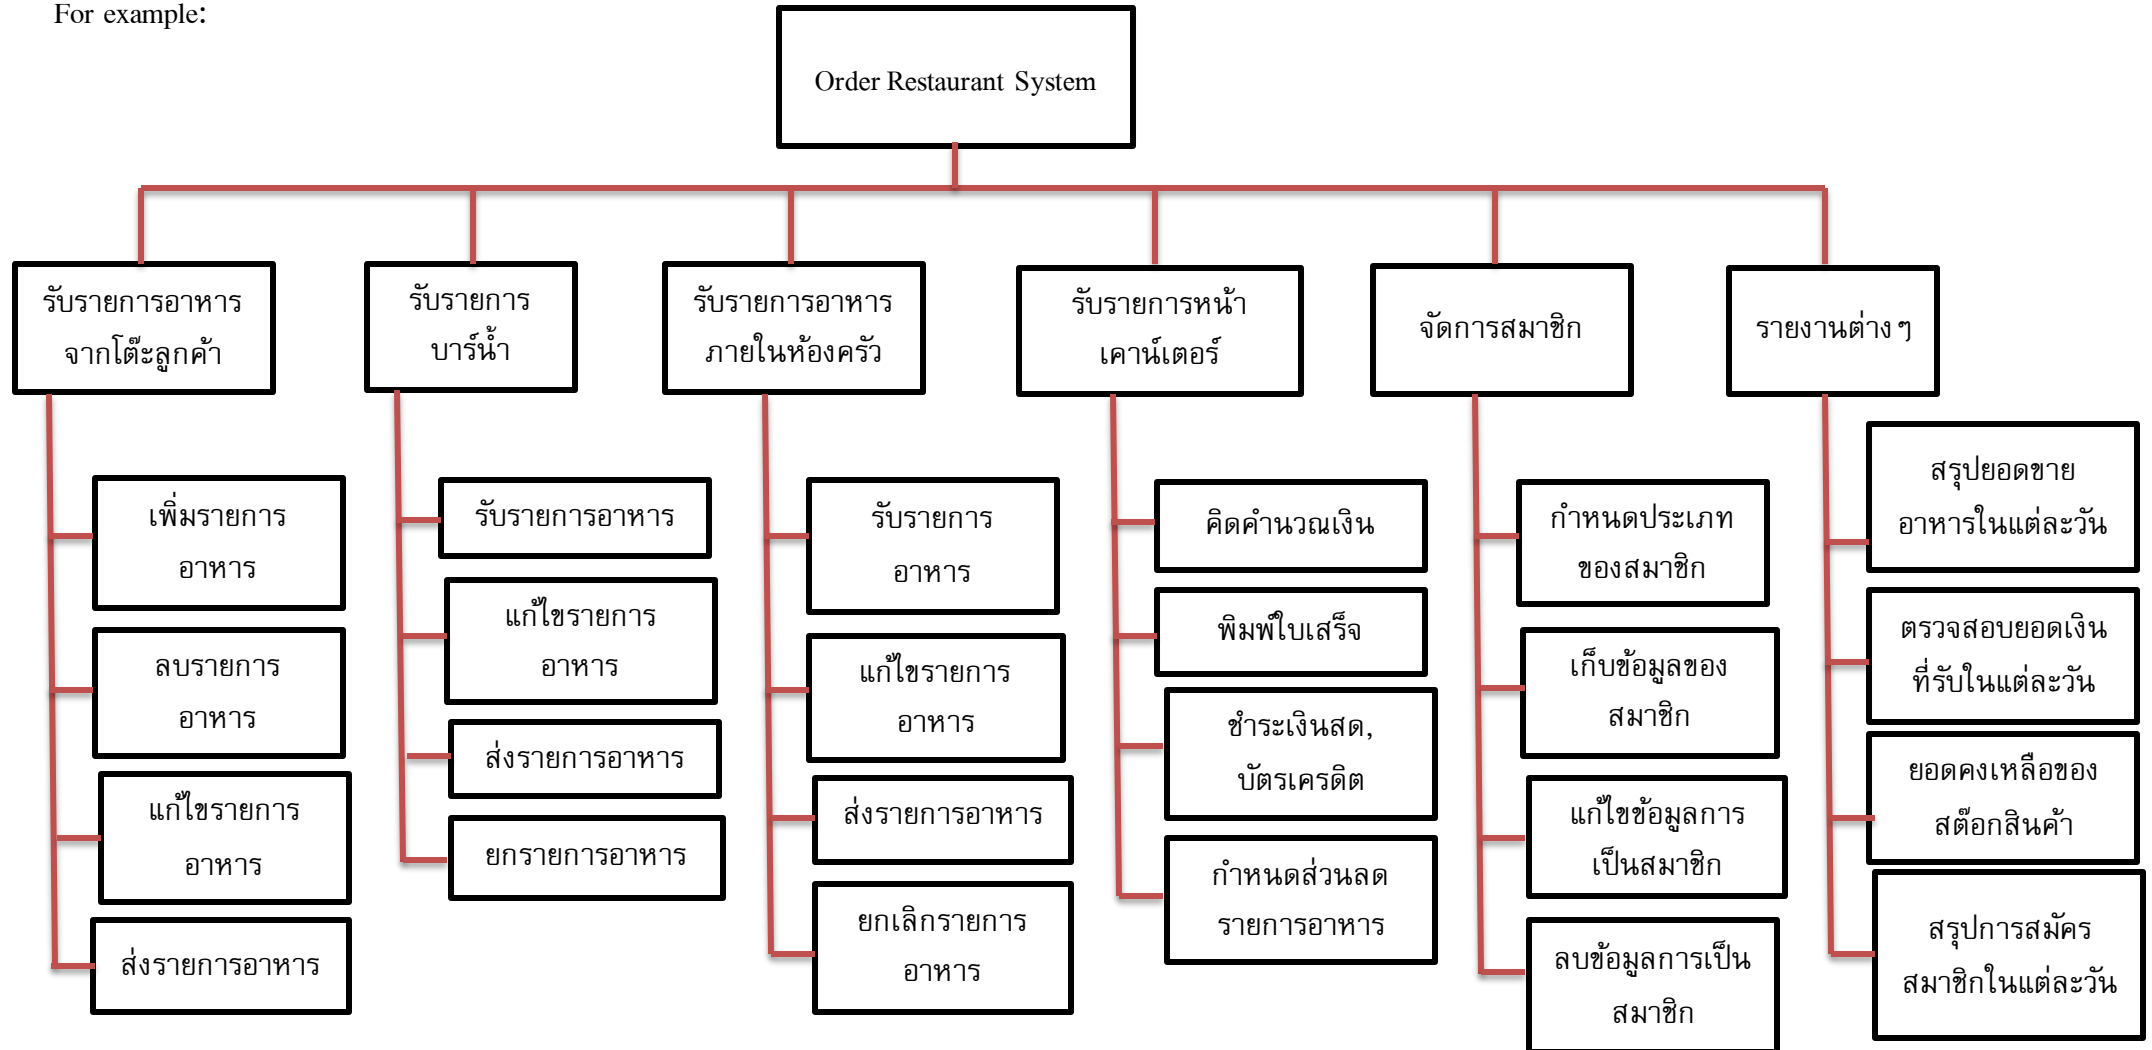 For example:
Order Restaurant System
รับรายการอาหาร
จากโต๊ะลูกค้า
เพิ่มรายการ
อาหาร
ลบรายการ
อาหาร
แก้ไขรายการ
อาหาร
ส่งรายการอาหาร
รับรายการ
บาร์น้ำ
รับรายการอาหาร
แก้ไขรายการ
อาหาร
ส่งรายการอาหาร
ยกรายการอาหาร
รับรายการอาหาร
ภายในห้องครัว
รับรายการ
อาหาร
แก้ไขรายการ
อาหาร
ส่งรายการอาหาร
ยกเลิกรายการ
อาหาร
รับรายการหน้า
เคาน์เตอร์
คิดคำนวณเงิน
พิมพ์ใบเสร็จ
ชำระเงินสด,
บัตรเครดิต
กำหนดส่วนลด
รายการอาหาร
จัดการสมาชิก
กำหนดประเภท
ของสมาชิก
เก็บข้อมูลของ
สมาชิก
แก้ไขข้อมูลการ
เป็นสมาชิก
ลบข้อมูลการเป็น
สมาชิก
รายงานต่างๆ
สรุปยอดขาย
อาหารในแต่ละวัน
ตรวจสอบยอดเงิน
ที่รับในแต่ละวัน
ยอดคงเหลือของ
สต๊อกสินค้า
สรุปการสมัคร
สมาชิกในแต่ละวัน